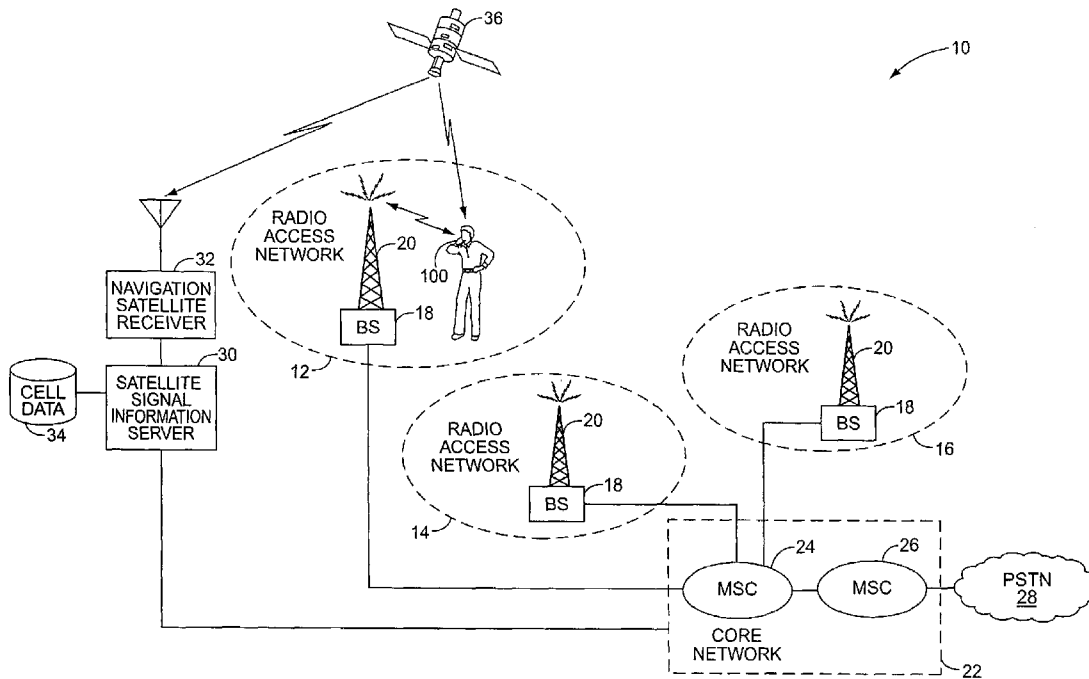 36
10
RADIO
ACCESS
NETWORK
20
100
BS
18
12
32
NAVIGATION
SATELLITE
RECEIVER
30
SATELLITE
SIGNAL
INFORMATION
SERVER
CELL
DATA
34
RADIO
ACCESS
NETWORK
20
BS
18
14
RADIO
ACCESS
NETWORK
20
BS
18
16
24
MSC
26
MSC
CORE
NETWORK
22
PSTN
28